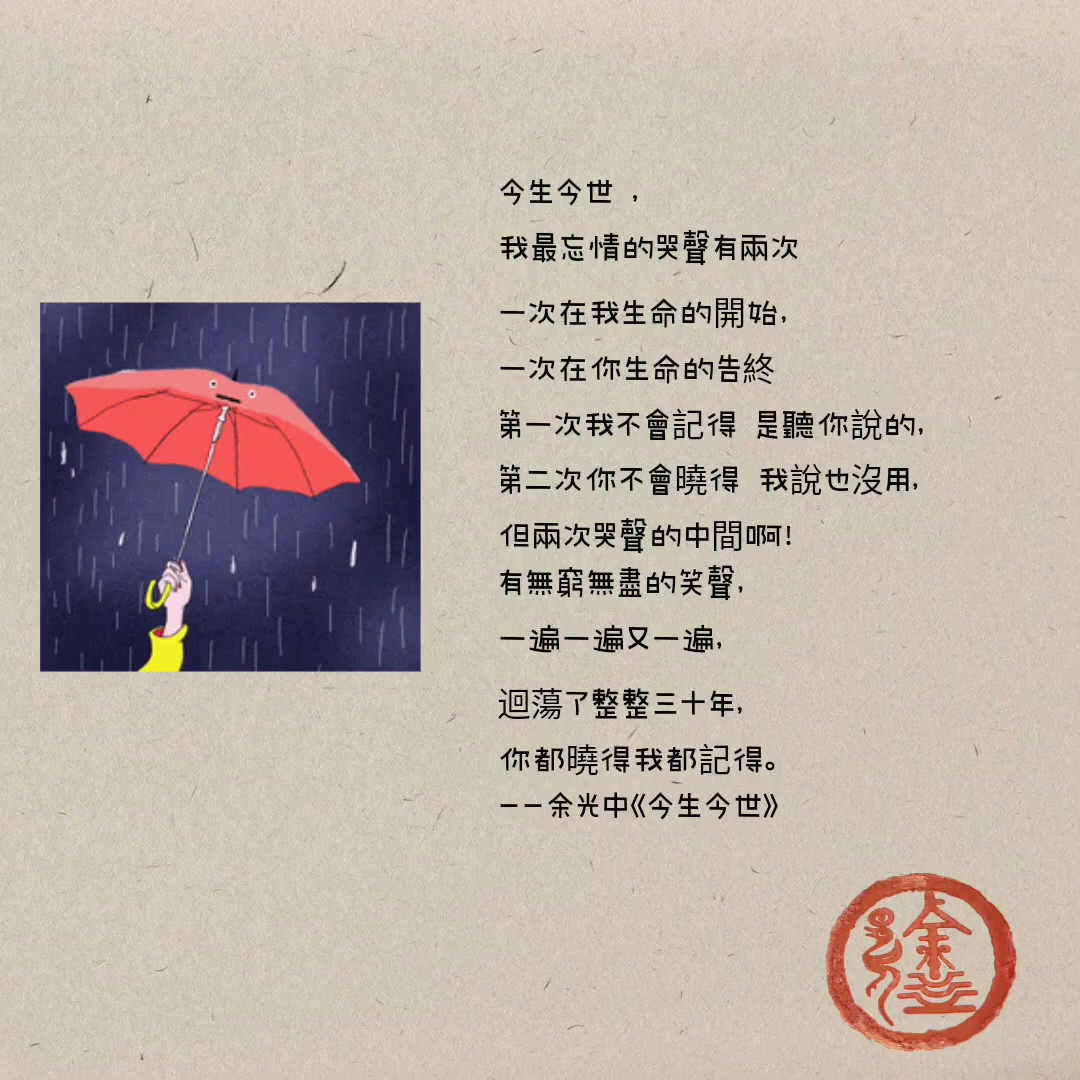 今生今世 ,
我最忘情的哭聲有兩次
一次在我生命的開始,
一次在你生命的告終
第一次我不會記得 是聽你說的,
第二次你不會曉得 我說也沒用,
但兩次哭聲的中間啊!
有無窮無盡的笑聲,
一遍一遍又一遍,
迴蕩了整整三十年,
你都曉得我都記得。
——余光中《今生今世》